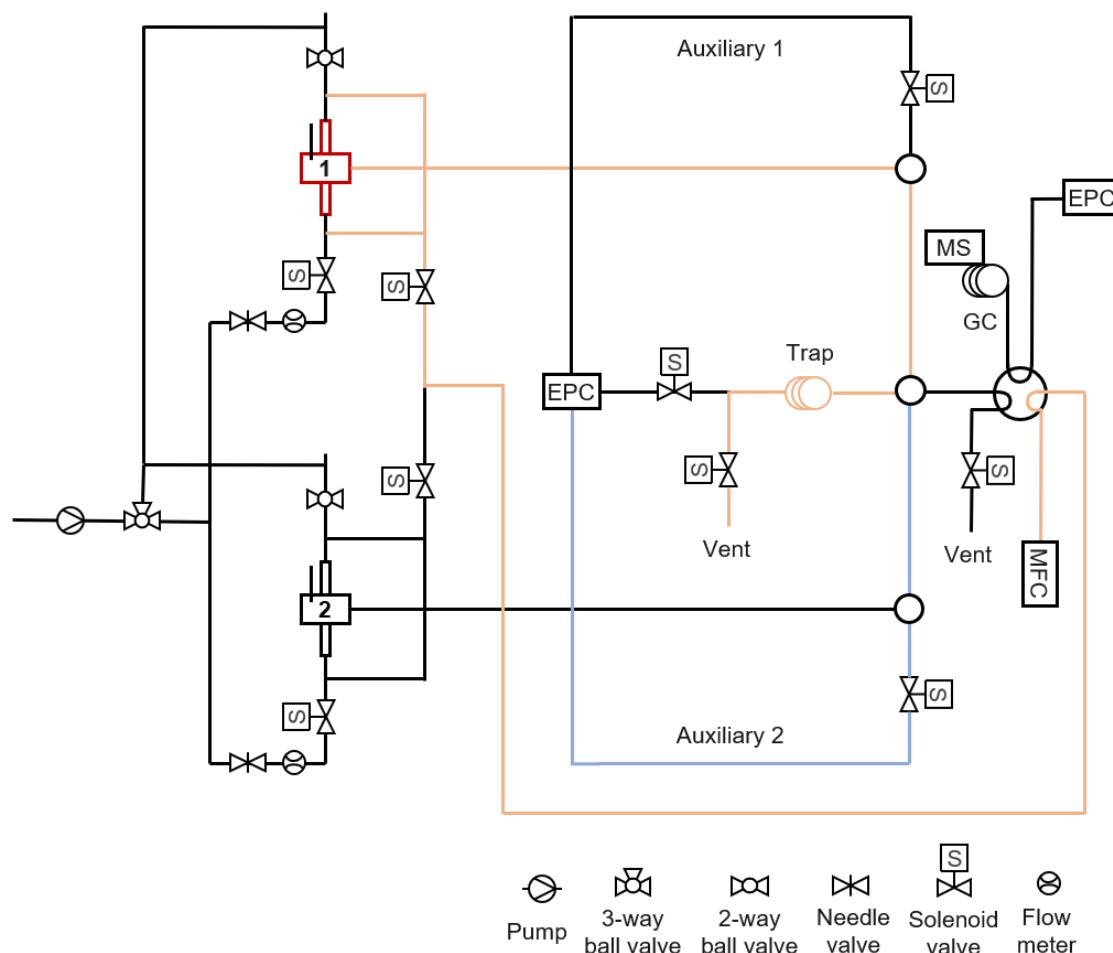 Auxiliary 1
S
1
EPC
MS
S
S
GC
S
Trap
EPC
S
S
S
Vent
Vent
MFC
2
S
S
Auxiliary 2
S
Pump
3-way
ball valve
2-way
ball valve
Needle
valve
Solenoid
valve
Flow
meter